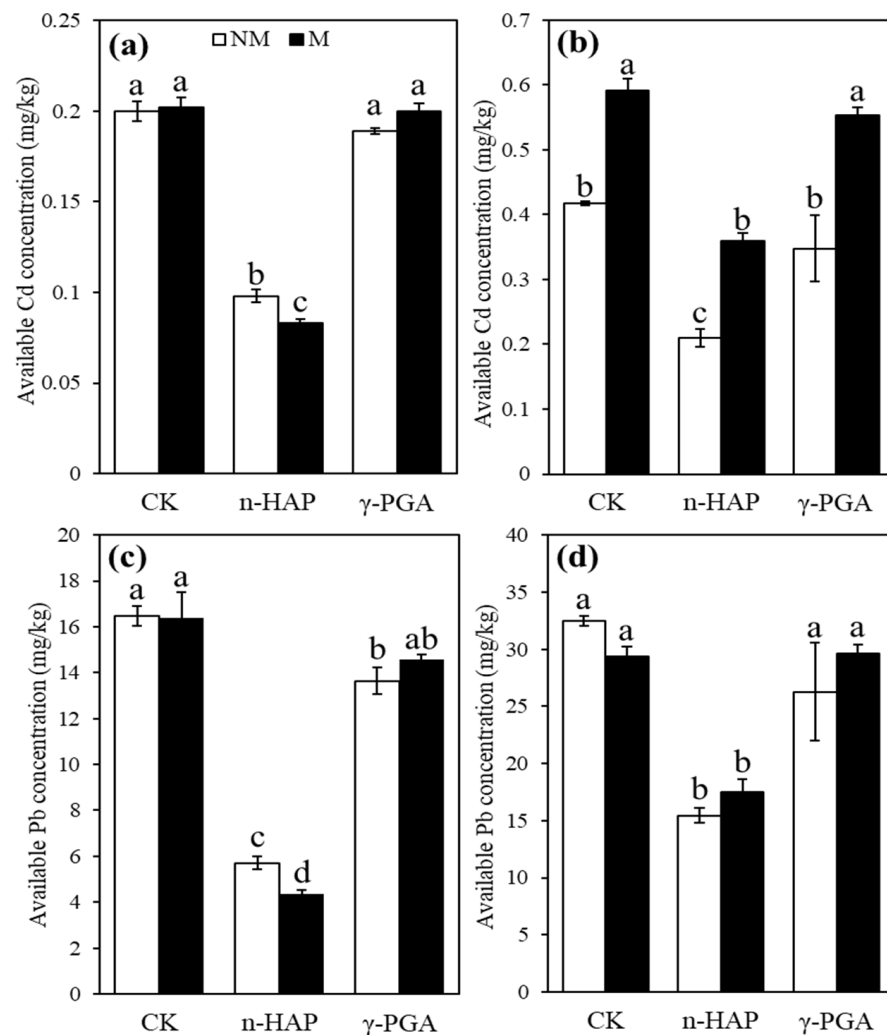 (a)
NM M
Available Cd concentration (mg/kg)
0.25
0.2
0.15
0.1
0.05
0
a a
b c
a a
CK n-HAP γ-PGA
(b)
Available Cd concentration (mg/kg)
0.7
0.6
0.5
0.4
0.3
0.2
0.1
0
b a
c b
b a
CK n-HAP γ-PGA
(c)
Available Pb concentration (mg/kg)
20
18
16
14
12
10
8
6
4
2
0
a a
c d
b ab
CK n-HAP γ-PGA
(d)
Available Pb concentration (mg/kg)
40
35
30
25
20
15
10
5
0
a a
b b
a a
CK n-HAP γ-PGA